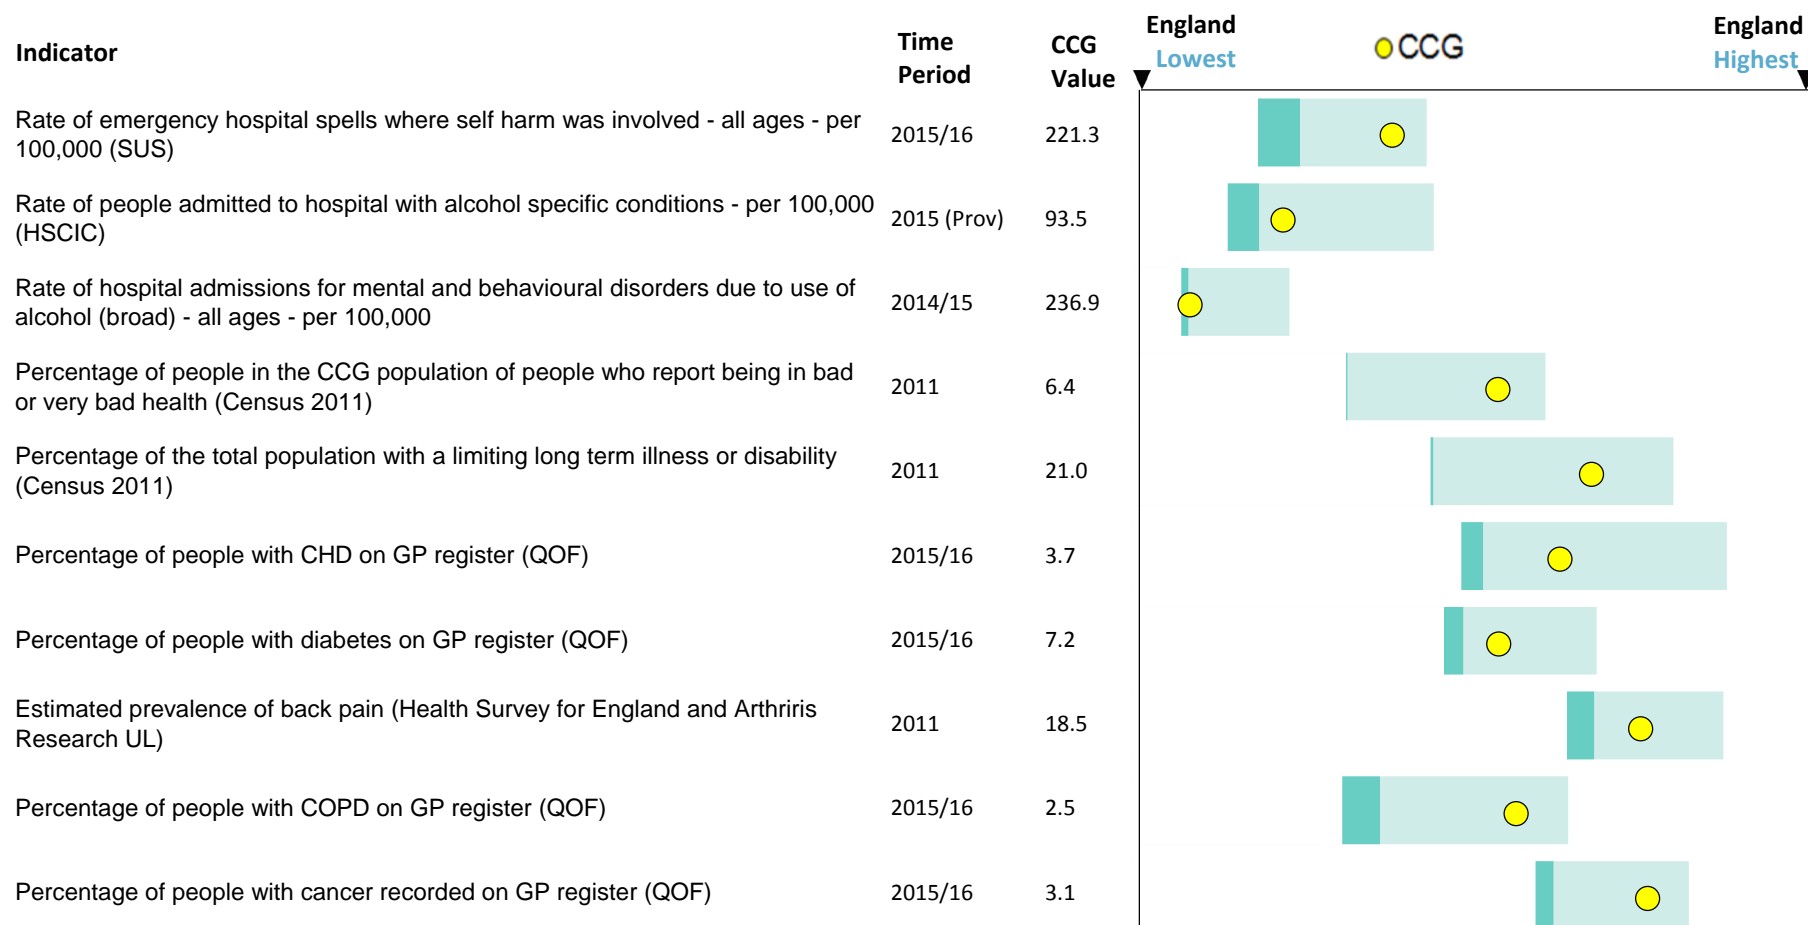 Indicator
Time
Period
CCG
Value
England
Lowest
CCG
England
Highest
Rate of emergency hospital spells where self harm was involved - all ages - per
100,000 (SUS)
2015/16
221.3
Rate of people admitted to hospital with alcohol specific conditions - per 100,000
(HSCIC)
2015 (Prov)
93.5
Rate of hospital admissions for mental and behavioural disorders due to use of
alcohol (broad) - all ages - per 100,000
2014/15
236.9
Percentage of people in the CCG population of people who report being in bad
or very bad health (Census 2011)
2011
6.4
Percentage of the total population with a limiting long term illness or disability
(Census 2011)
2011
21.0
Percentage of people with CHD on GP register (QOF)
2015/16
3.7
Percentage of people with diabetes on GP register (QOF)
2015/16
7.2
Estimated prevalence of back pain (Health Survey for England and Arthriris
Research UL)
2011
18.5
Percentage of people with COPD on GP register (QOF)
2015/16
2.5
Percentage of people with cancer recorded on GP register (QOF)
2015/16
3.1